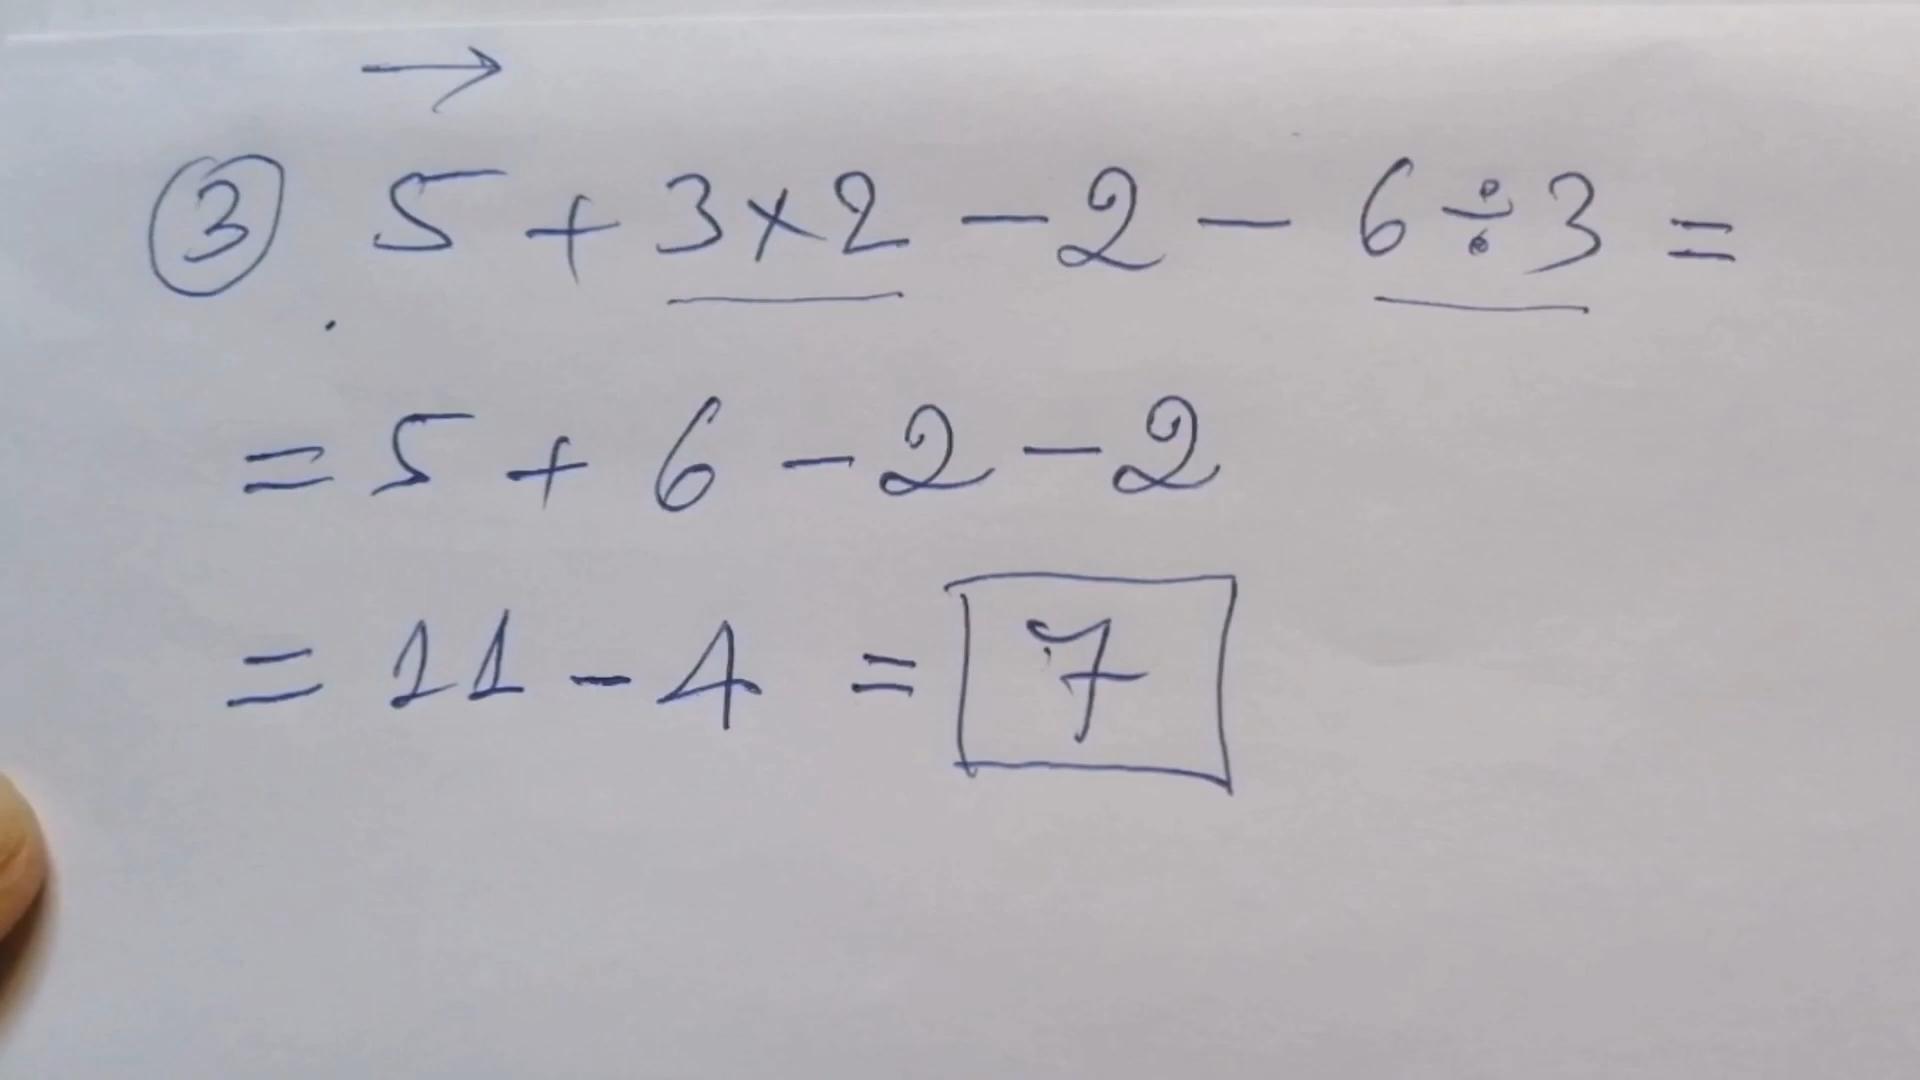 →
③ 5 + 3×2 - 2 - 6÷3 =
= 5 + 6 - 2 - 2
= 11 - 4 = 7